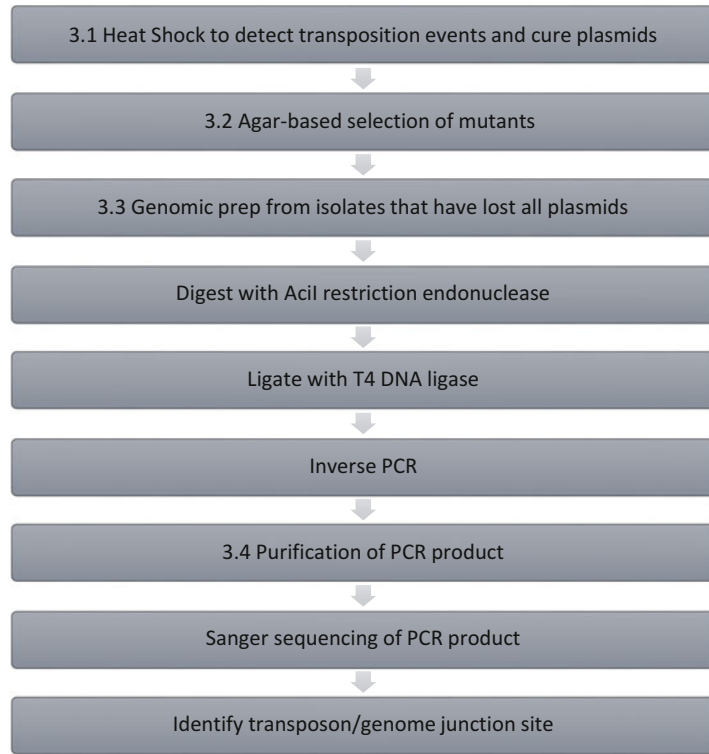 3.1 Heat Shock to detect transposition events and cure plasmids
3.2 Agar-based selection of mutants
3.3 Genomic prep from isolates that have lost all plasmids
Digest with AciI restriction endonuclease
Ligate with T4 DNA ligase
Inverse PCR
3.4 Purification of PCR product
Sanger sequencing of PCR product
Identify transposon/genome junction site